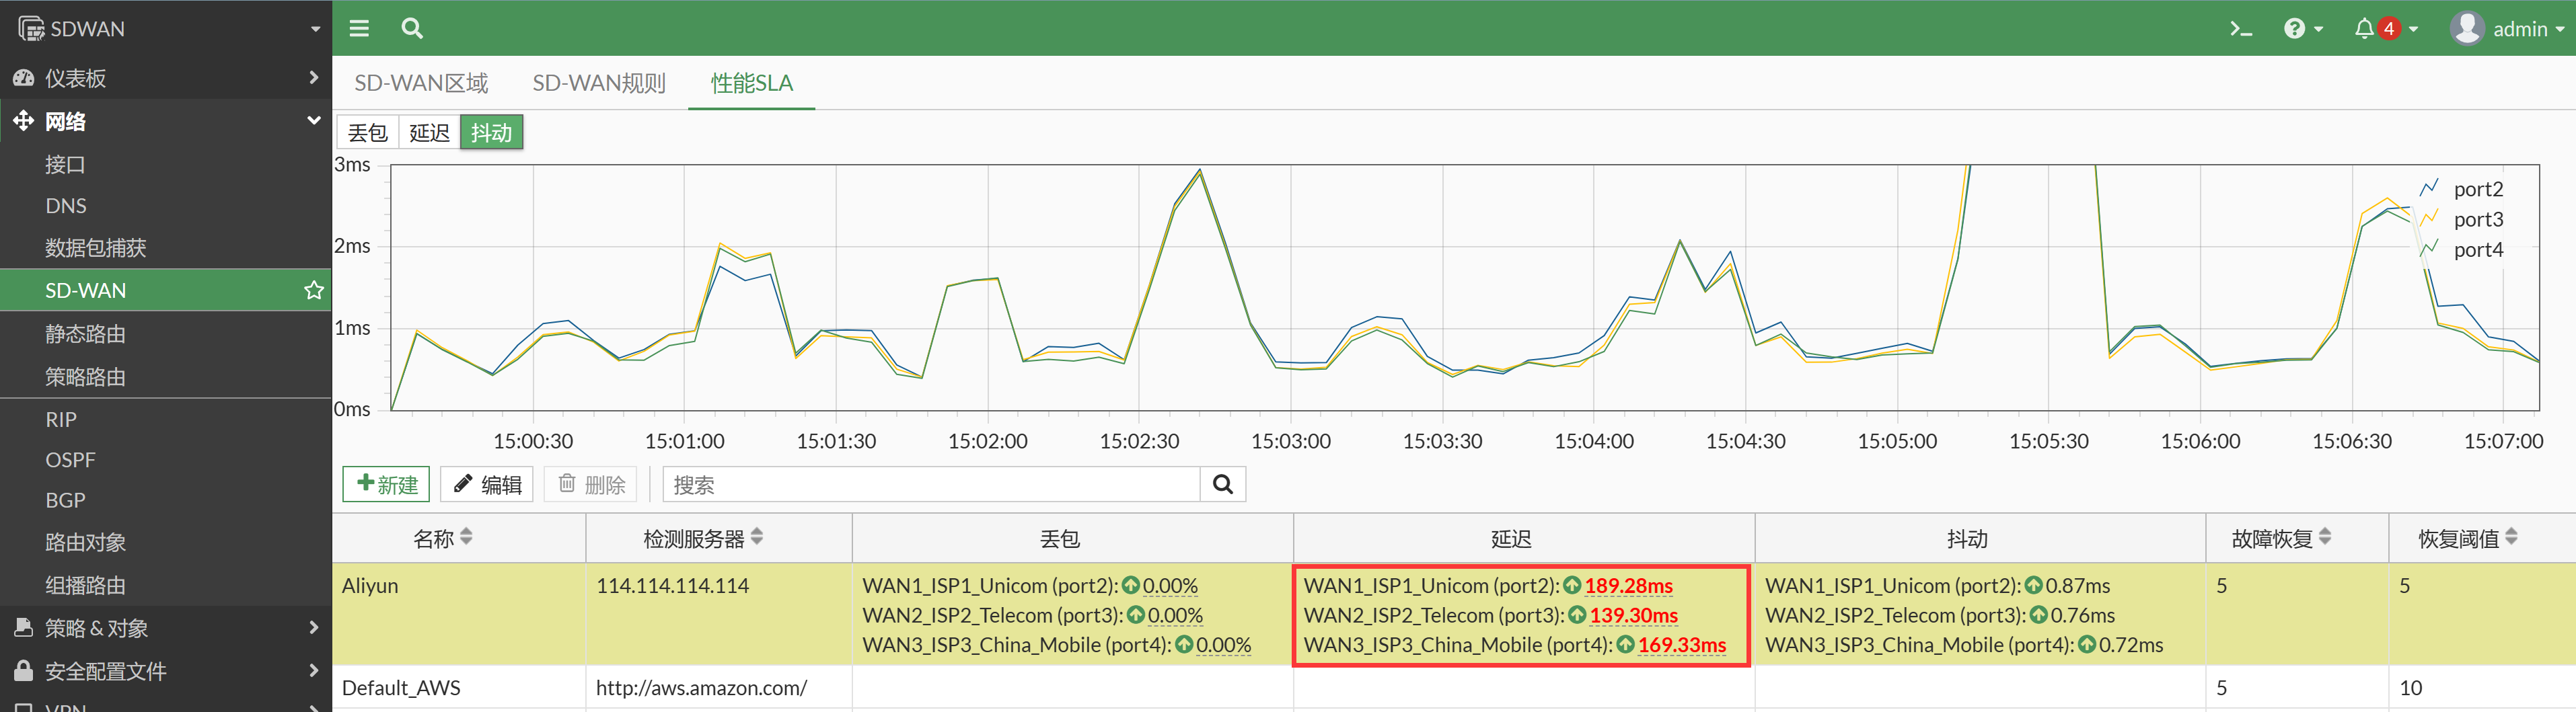 SDWAN
4
admin
仪表板
网络
接口
DNS
数据包捕获
SD-WAN
静态路由
策略路由
RIP
OSPF
BGP
路由对象
组播路由
策略 & 对象
安全配置文件
VPN
SD-WAN区域 SD-WAN规则 性能SLA
丢包 延迟 抖动
3ms
2ms
1ms
0ms
port2
port3
port4
15:00:30 15:01:00 15:01:30 15:02:00 15:02:30 15:03:00 15:03:30 15:04:00 15:04:30 15:05:00 15:05:30 15:06:00 15:06:30 15:07:00
新建 编辑 删除 搜索
名称 检测服务器 丢包 延迟 抖动 故障恢复 恢复阈值
Aliyun 114.114.114.114 WAN1_ISP1_Unicom (port2): 0.00% WAN1_ISP1_Unicom (port2): 189.28ms WAN1_ISP1_Unicom (port2): 0.87ms 5 5
WAN2_ISP2_Telecom (port3): 0.00% WAN2_ISP2_Telecom (port3): 139.30ms WAN2_ISP2_Telecom (port3): 0.76ms
WAN3_ISP3_China_Mobile (port4): 0.00% WAN3_ISP3_China_Mobile (port4): 169.33ms WAN3_ISP3_China_Mobile (port4): 0.72ms
Default_AWS http://aws.amazon.com/ 5 10